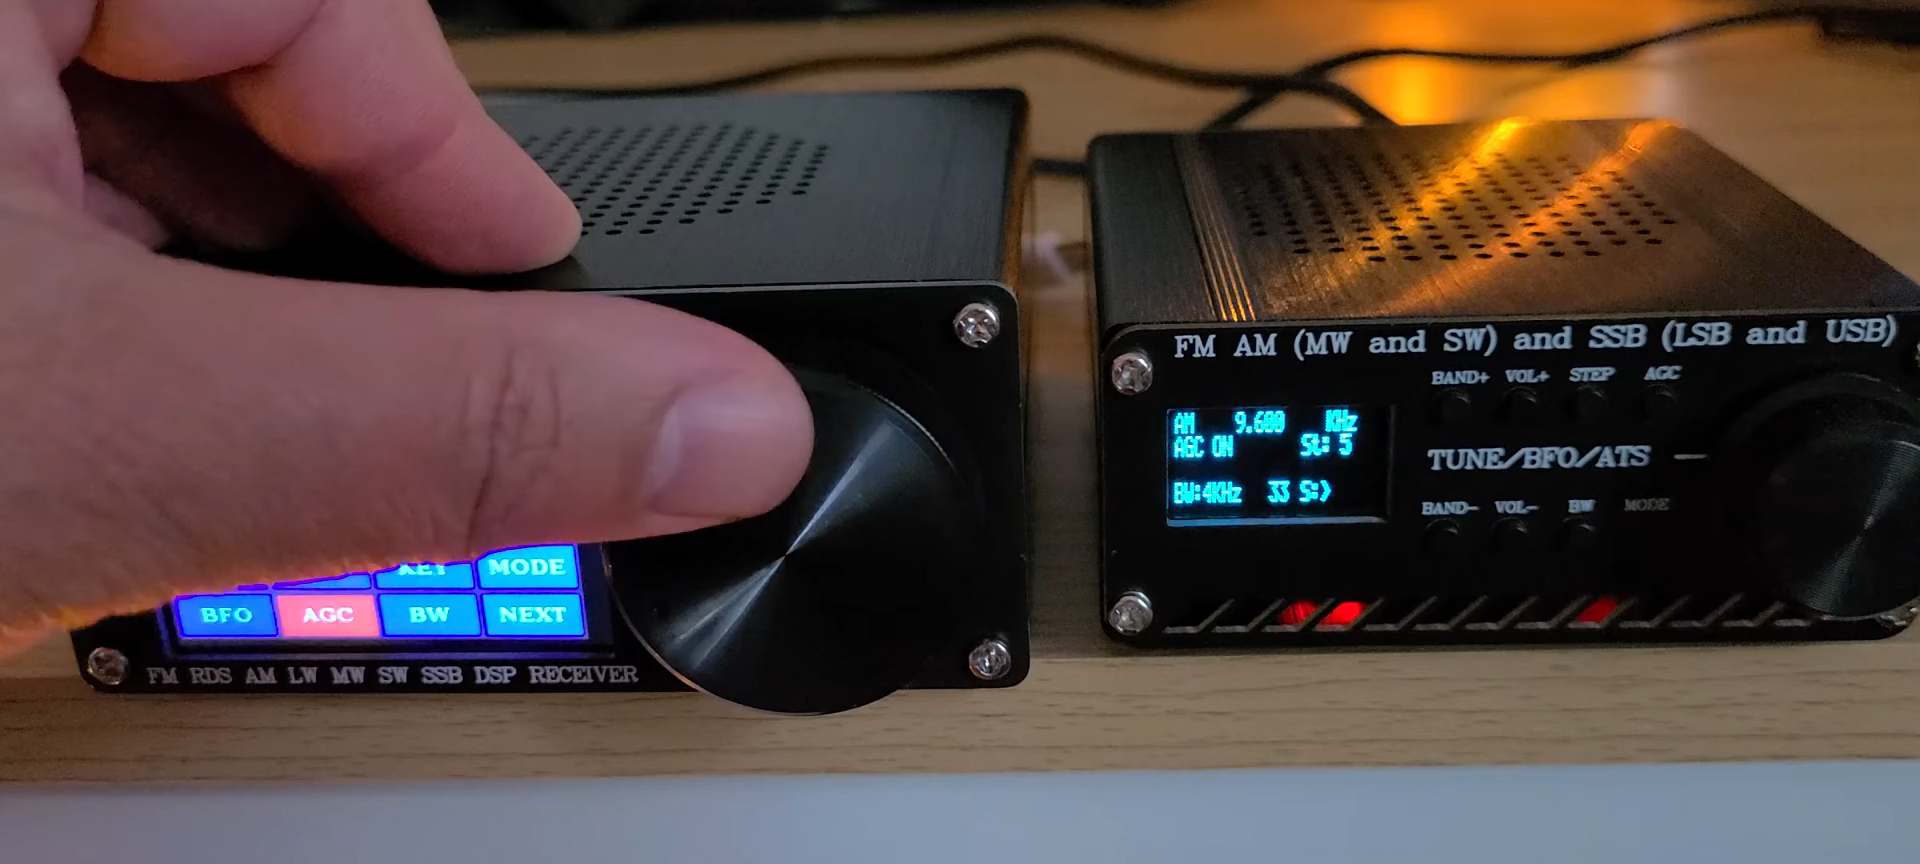 KEY MODE
BFO AGC BW NEXT
FM RDS AM LW MW SW SSB DSP RECEIVER
FM AM (MW and SW) and SSB (LSB and USB)
BAND+ VOL+ STEP AGC
AM 9.600 KHz
AGC ON St: 5
BW:4KHz 33 S:>
TUNE/BFO/ATS
BAND- VOL- BW MODE